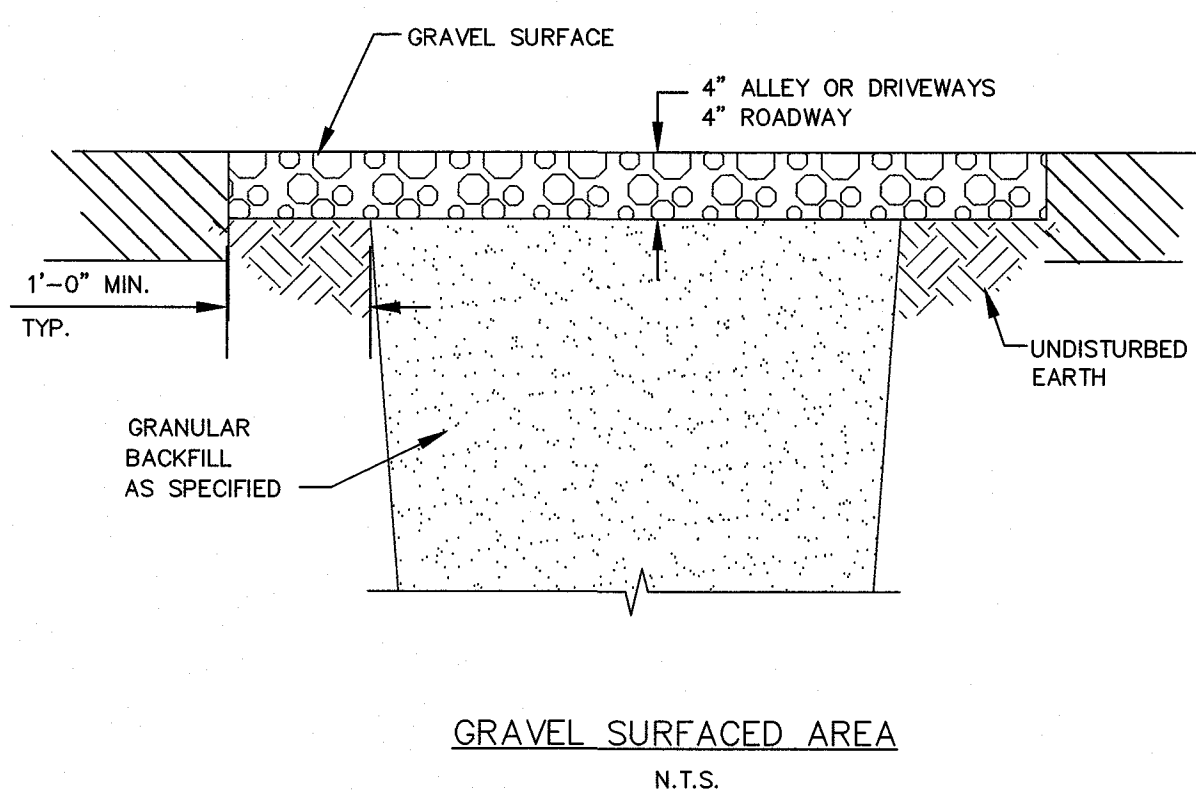 GRAVEL SURFACE
4" ALLEY OR DRIVEWAYS
4" ROADWAY
1'-0" MIN.
TYP.
UNDISTURBED
EARTH
GRANULAR
BACKFILL
AS SPECIFIED
GRAVEL SURFACED AREA
N.T.S.